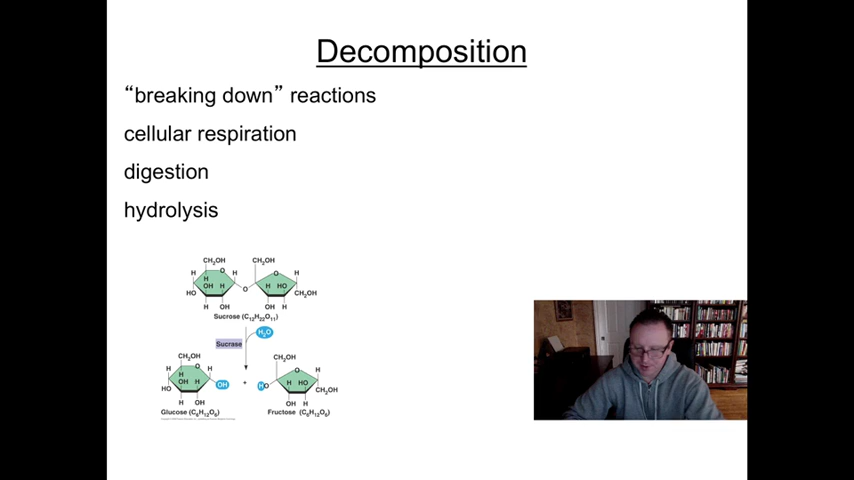 Decomposition
“breaking down” reactions
cellular respiration
digestion
hydrolysis
CH2OH CH2OH
H O H O H
H
OH H H HO
HO O CH2OH
H OH OH H
Sucrose (C12H22O11)
H2O
Sucrase
CH2OH CH2OH
H O H O H
H
OH H H HO
HO OH + HO CH2OH
H OH OH H
Glucose (C6H12O6) Fructose (C6H12O6)